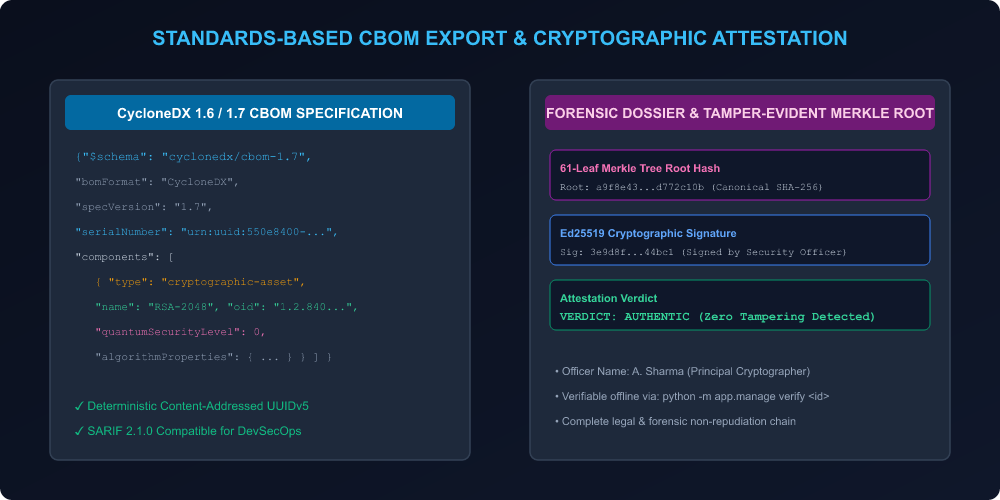 STANDARDS-BASED CBOM EXPORT & CRYPTOGRAPHIC ATTESTATION
CycloneDX 1.6 / 1.7 CBOM SPECIFICATION
{"$schema": "cyclonedx/cbom-1.7",
"bomFormat": "CycloneDX",
"specVersion": "1.7",
"serialNumber": "urn:uuid:550e8400-...",
"components": [
{ "type": "cryptographic-asset",
"name": "RSA-2048", "oid": "1.2.840...",
"quantumSecurityLevel": 0,
"algorithmProperties": { ... } } ] }
✓ Deterministic Content-Addressed UUIDv5
✓ SARIF 2.1.0 Compatible for DevSecOps
FORENSIC DOSSIER & TAMPER-EVIDENT MERKLE ROOT
61-Leaf Merkle Tree Root Hash
Root: a9f8e43...d772c10b (Canonical SHA-256)
Ed25519 Cryptographic Signature
Sig: 3e9d8f...44bc1 (Signed by Security Officer)
Attestation Verdict
VERDICT: AUTHENTIC (Zero Tampering Detected)
• Officer Name: A. Sharma (Principal Cryptographer)
• Verifiable offline via: python -m app.manage verify <id>
• Complete legal & forensic non-repudiation chain